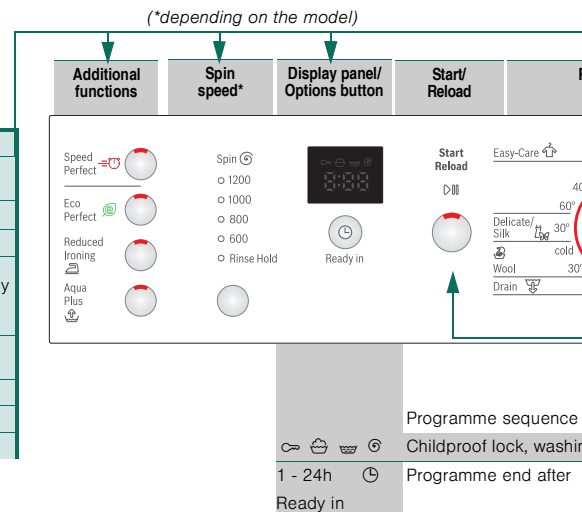 (*depending on the model)
Additional functions
Spin speed*
Display panel/ Options button
Start/ Reload
Speed Perfect
Eco Perfect
Reduced Ironing
Aqua Plus
Spin
1200
1000
800
600
Rinse Hold
8:88
Ready in
Start
Reload
Easy-Care
40
60°
Delicate/
Silk
30°
cold
Wool
30°
Drain
y
Programme sequence
Childproof lock, washin
1 - 24h
Programme end after
Ready in